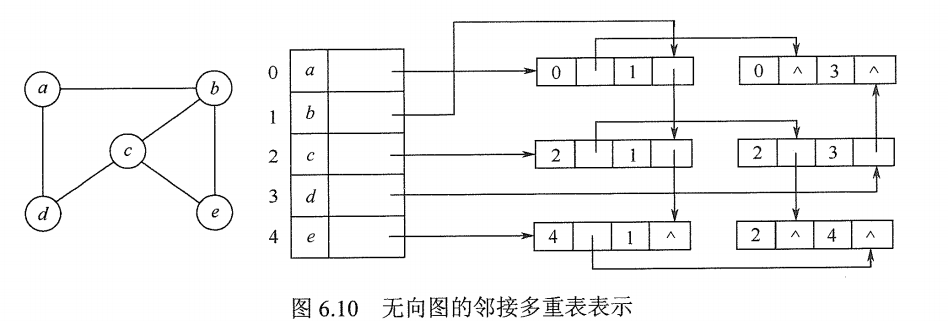 a b
c
d e
0 a
1 b
2 c
3 d
4 e
0 1
0 ^ 3 ^
2 1
2 3
4 1 ^
2 ^ 4 ^
图 6.10 无向图的邻接多重表表示